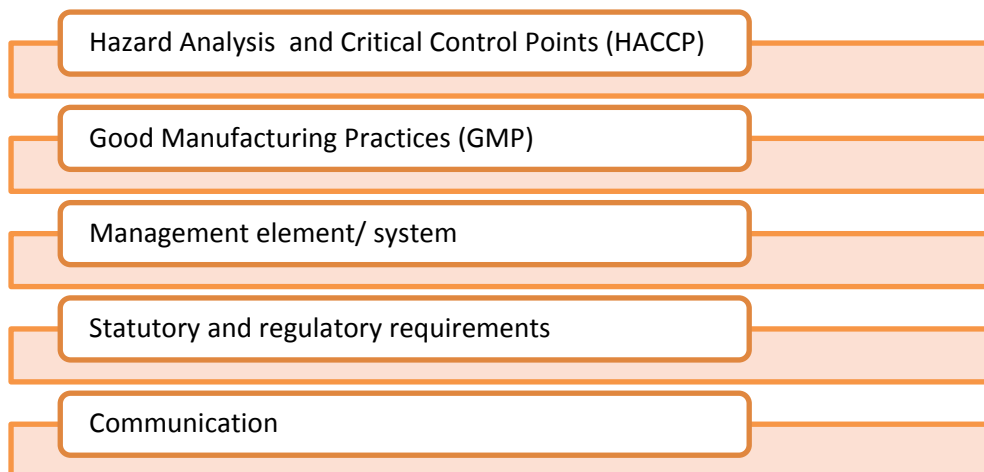 Hazard Analysis  and Critical Control Points (HACCP)
Good Manufacturing Practices (GMP)
Management element/ system
Statutory and regulatory requirements
Communication